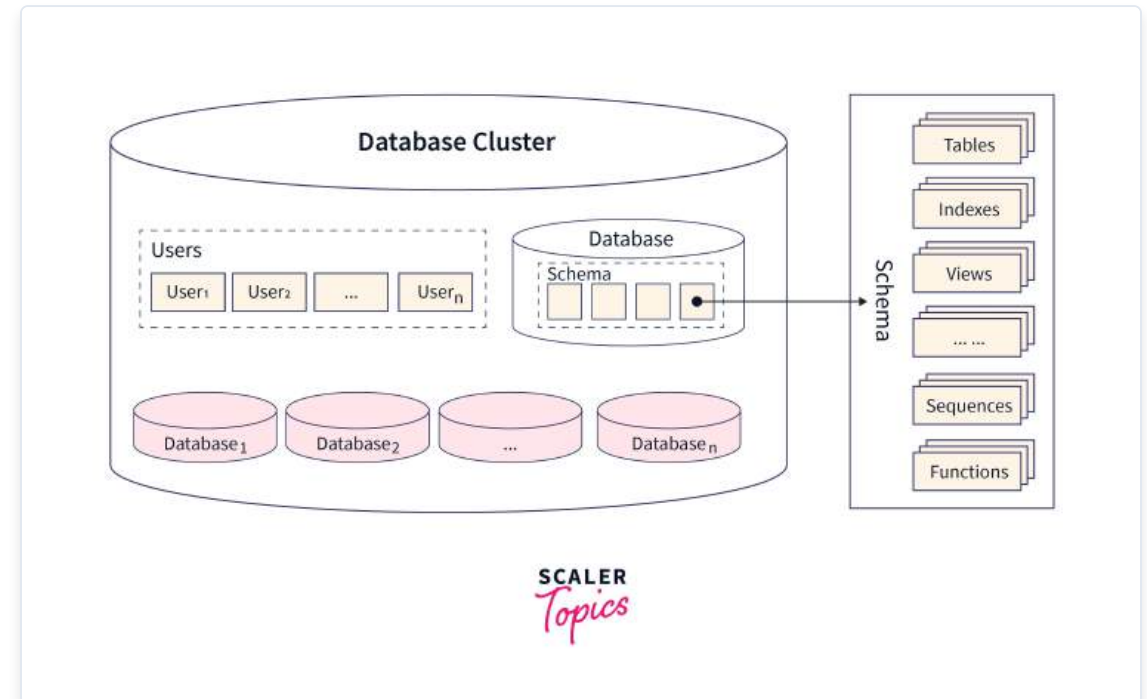 Database Cluster
Users
User₁ User₂ ... Userₙ
Database
Schema
Database₁ Database₂ ... Databaseₙ
Schema
Tables
Indexes
Views
... ...
Sequences
Functions
SCALER
Topics